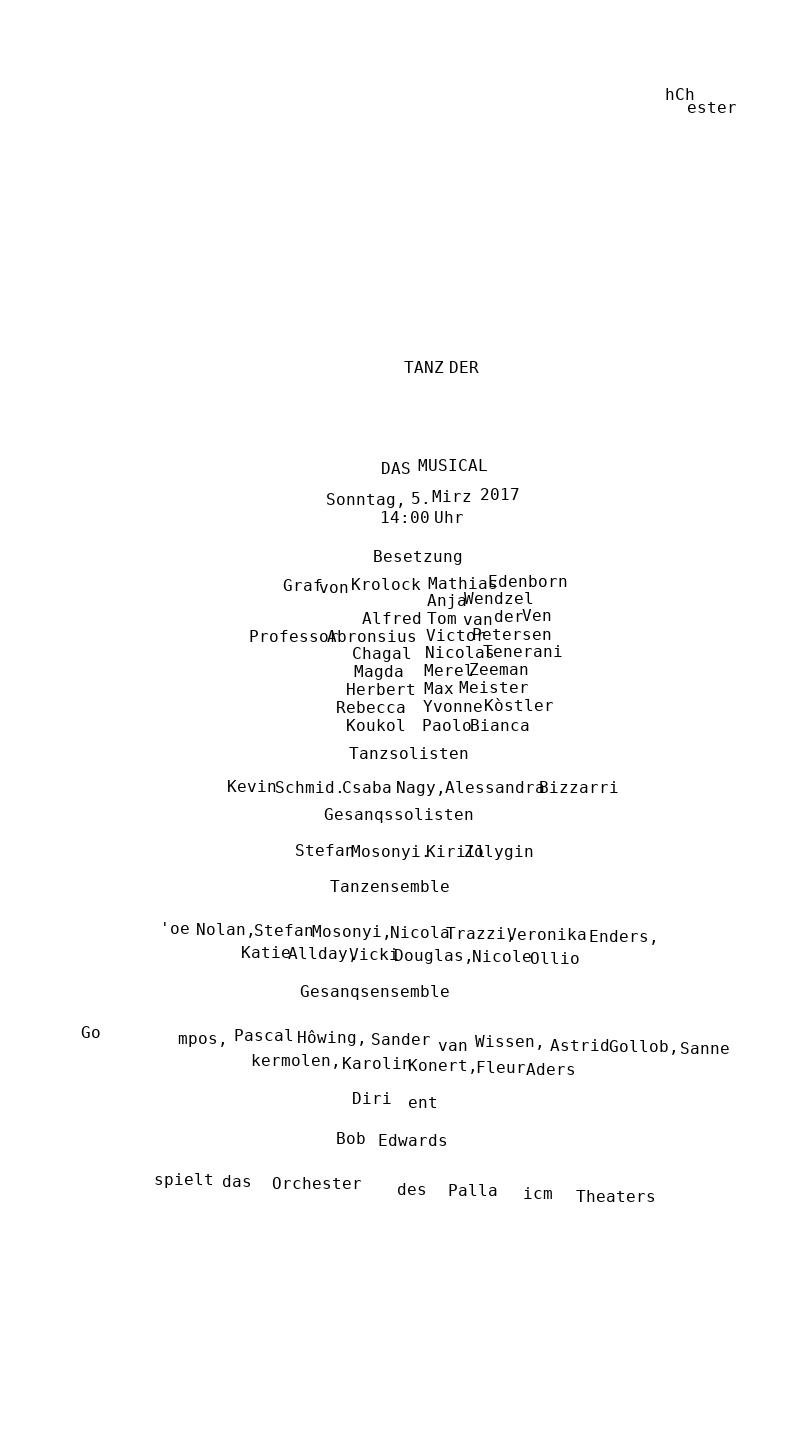 hCh
ester
TANZ DER
DAS MUSICAL
Sonntag, 5. Mirz 2017
14:00 Uhr
Besetzung
Graf von Krolock Mathias Edenborn
Anja Wendzel
Alfred Tom van der Ven
Professor Abronsius Victor Petersen
Chagal Nicolas Tenerani
Magda Merel Zeeman
Herbert Max Meister
Rebecca Yvonne Kòstler
Koukol Paolo Bianca
Tanzsolisten
Kevin Schmid. Csaba Nagy, Alessandra Bizzarri
Gesanqssolisten
Stefan Mosonyi. Kirill Zolygin
Tanzensemble
'oe Nolan, Stefan Mosonyi, Nicola Trazzi, Veronika Enders,
Katie Allday, Vicki Douglas, Nicole Ollio
Gesanqsensemble
Go mpos, Pascal Hôwing, Sander van Wissen, Astrid Gollob, Sanne
kermolen, Karolin Konert, Fleur Aders
Diri ent
Bob Edwards
spielt das Orchester des Palla icm Theaters